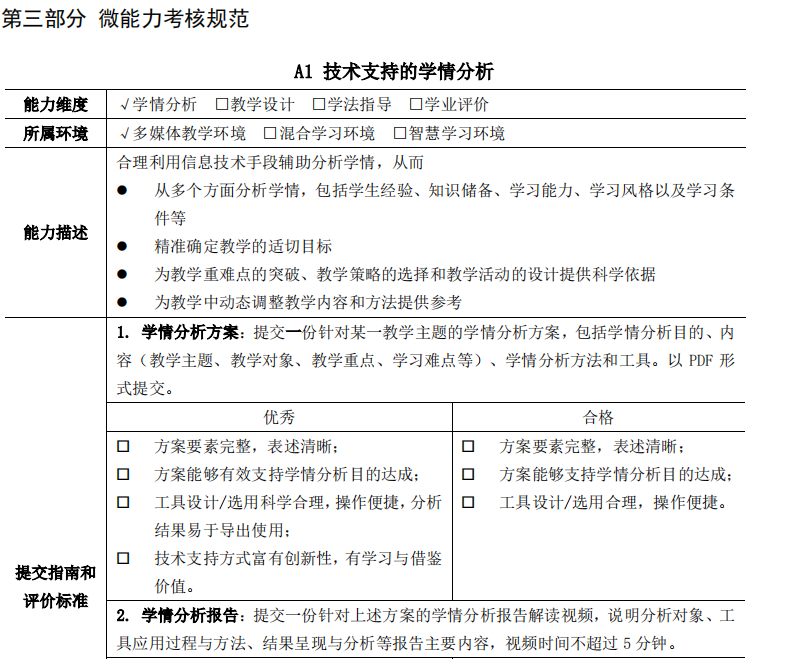 第三部分 微能力考核规范
A1 技术支持的学情分析
能力维度 √学情分析 □教学设计 □学法指导 □学业评价
所属环境 √多媒体教学环境 □混合学习环境 □智慧学习环境
能力描述
合理利用信息技术手段辅助分析学情，从而
● 从多个方面分析学情，包括学生经验、知识储备、学习能力、学习风格以及学习条
件等
● 精准确定教学的适切目标
● 为教学重难点的突破、教学策略的选择和教学活动的设计提供科学依据
● 为教学中动态调整教学内容和方法提供参考
提交指南和
评价标准
1. 学情分析方案：提交一份针对某一教学主题的学情分析方案，包括学情分析目的、内
容（教学主题、教学对象、教学重点、学习难点等）、学情分析方法和工具。以 PDF 形
式提交。
优秀
□ 方案要素完整，表述清晰；
□ 方案能够有效支持学情分析目的达成；
□ 工具设计/选用科学合理，操作便捷，分析
结果易于导出使用；
□ 技术支持方式富有创新性，有学习与借鉴
价值。
合格
□ 方案要素完整，表述清晰；
□ 方案能够支持学情分析目的达成；
□ 工具设计/选用合理，操作便捷。
2. 学情分析报告：提交一份针对上述方案的学情分析报告解读视频，说明分析对象、工
具应用过程与方法、结果呈现与分析等报告主要内容，视频时间不超过 5 分钟。